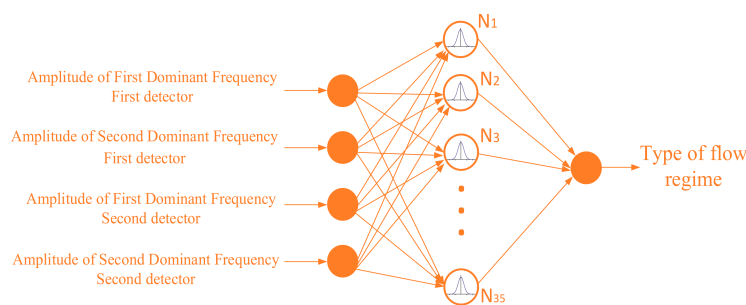 Amplitude of First Dominant Frequency
First detector
Amplitude of Second Dominant Frequency
First detector
Amplitude of First Dominant Frequency
Second detector
Amplitude of Second Dominant Frequency
Second detector
N1
N2
N3
N35
Type of flow
regime